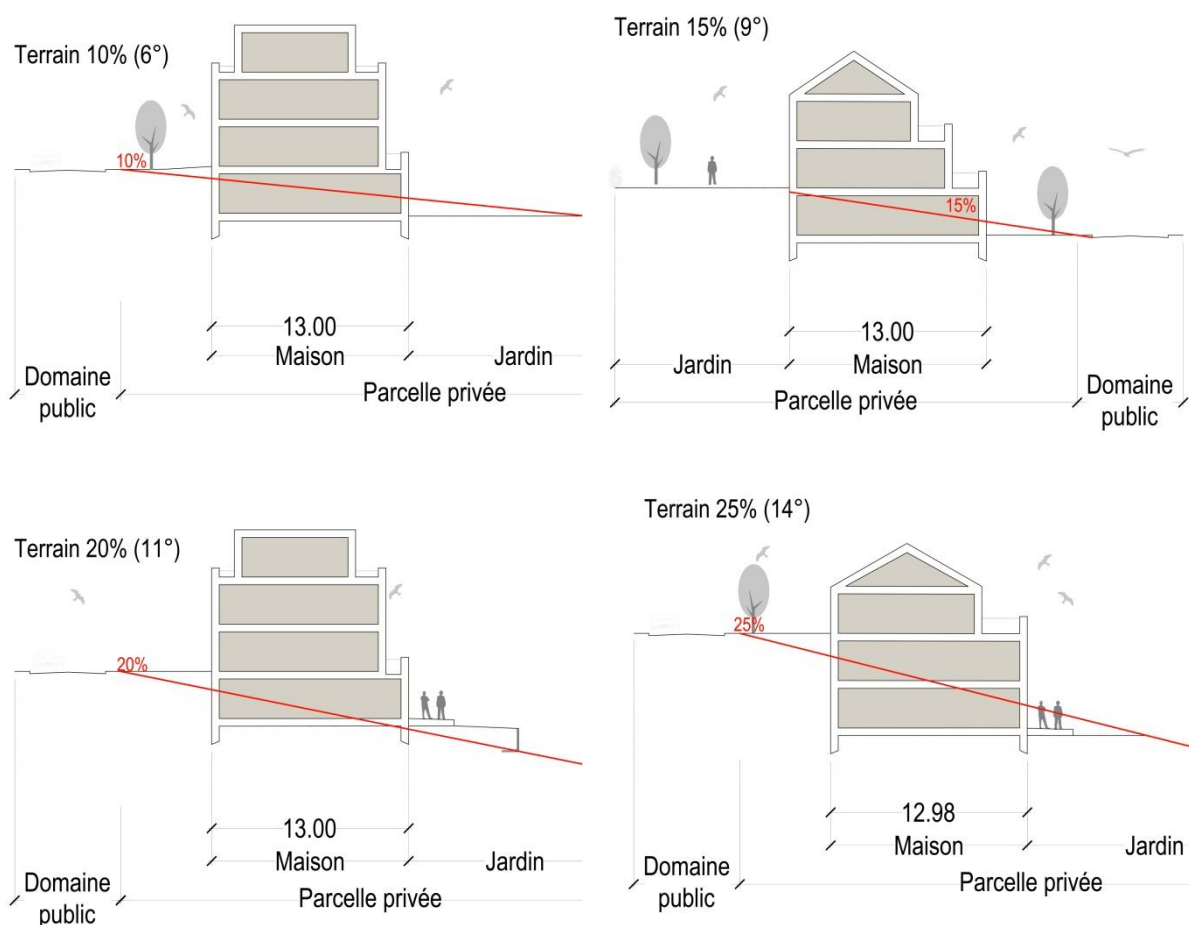 Terrain 10% (6°)
10%
13.00
Maison
Jardin
Domaine
public
Parcelle privée
Terrain 15% (9°)
15%
13.00
Jardin
Maison
Parcelle privée
Domaine
public
Terrain 20% (11°)
20%
13.00
Maison
Jardin
Domaine
public
Parcelle privée
Terrain 25% (14°)
25%
12.98
Maison
Jardin
Domaine
public
Parcelle privée